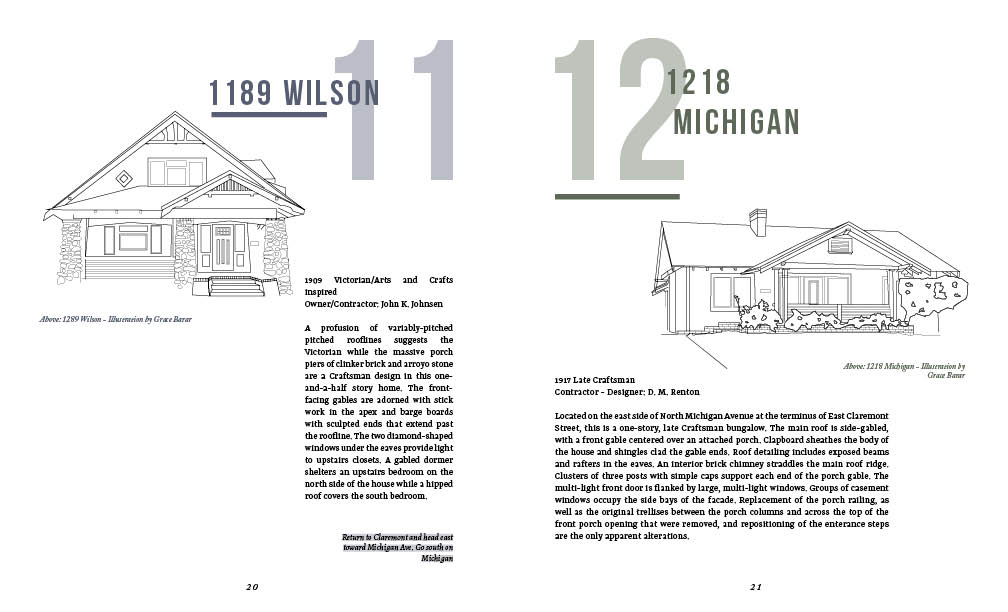 11
1189 WILSON
Above: 1189 Wilson - Illustration by Grace Barar
1909 Victorian/Arts and Crafts
Inspired
Owner/Contractor: John K. Johnsen
A profusion of variably-pitched
pitched rooflines suggests the
Victorian while the massive porch
piers of clinker brick and arroyo stone
are a Craftsman design in this one-
and-a-half story home. The front-
facing gables are adorned with stick
work in the apex and barge boards
with sculpted ends that extend past
the roofline. The two diamond-shaped
windows under the eaves provide light
to upstairs closets. A gabled dormer
shelters an upstairs bedroom on the
north side of the house while a hipped
roof covers the south bedroom.
Return to Claremont and head east
toward Michigan Ave. Go south on
Michigan
20
12
1218
MICHIGAN
Above: 1218 Michigan - Illustration by
Grace Barar
1917 Late Craftsman
Contractor - Designer: D. M. Renton
Located on the east side of North Michigan Avenue at the terminus of East Claremont
Street, this is a one-story, late Craftsman bungalow. The main roof is side-gabled,
with a front gable centered over an attached porch. Clapboard sheathes the body of
the house and shingles clad the gable ends. Roof detailing includes exposed beams
and rafters in the eaves. An interior brick chimney straddles the main roof ridge.
Clusters of three posts with simple caps support each end of the porch gable. The
multi-light front door is flanked by large, multi-light windows. Groups of casement
windows occupy the side bays of the facade. Replacement of the porch railing, as
well as the original trellises between the porch columns and across the top of the
front porch opening that were removed, and repositioning of the enterance steps
are the only apparent alterations.
21